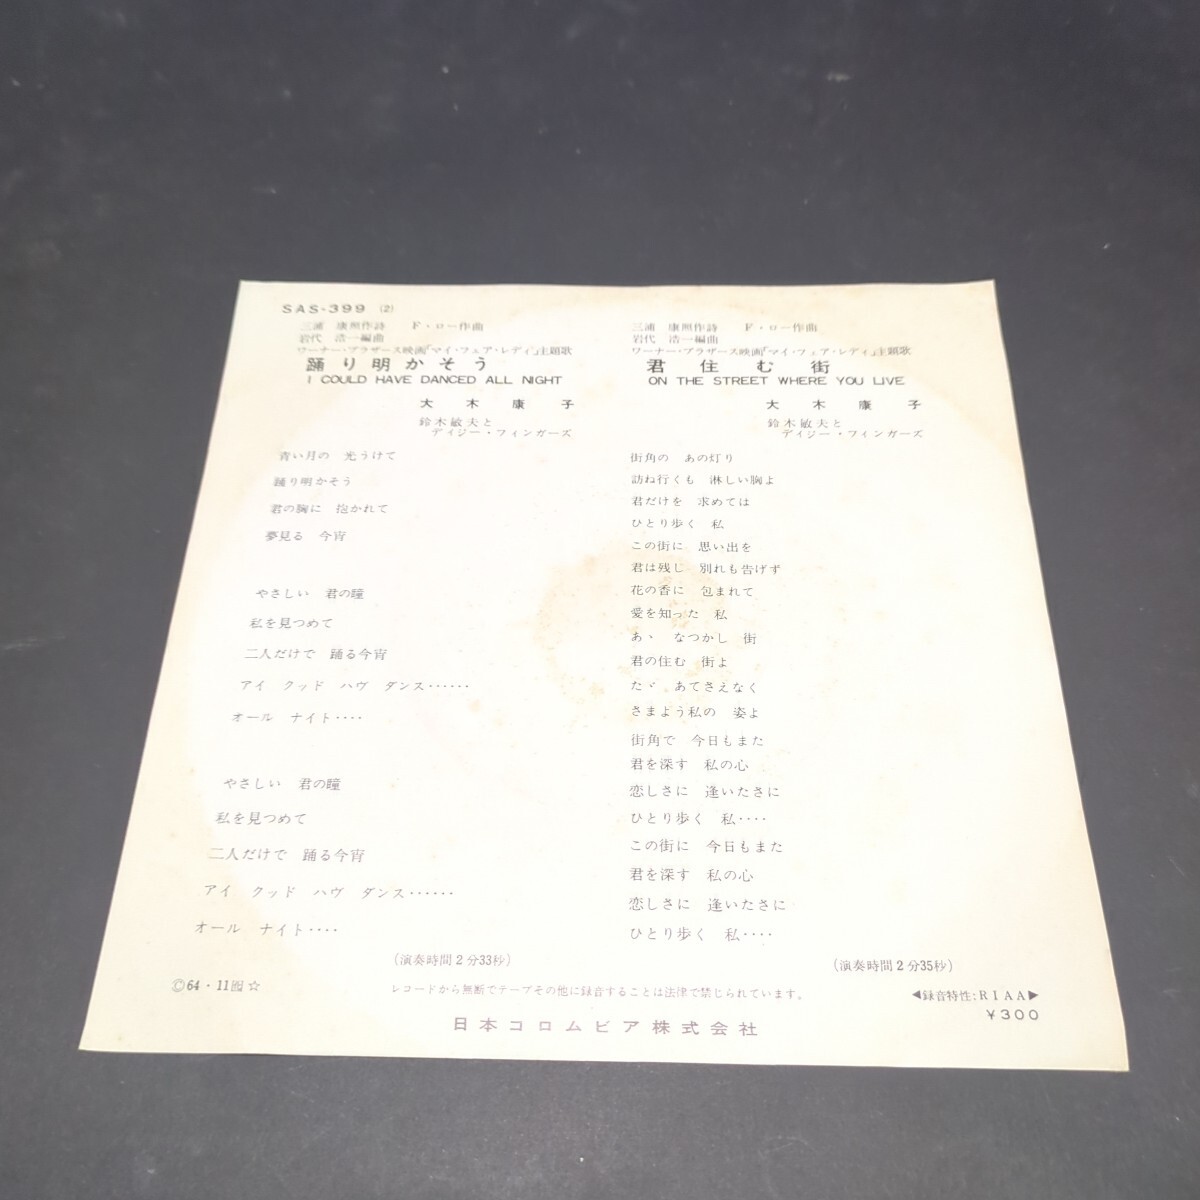 SAS-399 (2)
三浦 康照作詩 F・ロー作曲
岩代 浩一編曲
ワーナー・ブラザース映画「マイ・フェア・レディ」主題歌
踊り明かそう
I COULD HAVE DANCED ALL NIGHT
大木康子
鈴木敏夫と
デイジー・フィンガーズ
青い月の 光うけて
踊り明かそう
君の胸に 抱かれて
夢見る 今宵
やさしい 君の瞳
私を見つめて
二人だけで 踊る今宵
アイ クッド ハヴ ダンス……
オール ナイト‥‥
やさしい 君の瞳
私を見つめて
二人だけで 踊る今宵
アイ クッド ハヴ ダンス……
オール ナイト‥‥
(演奏時間2分33秒)
三浦 康照作詩 F・ロー作曲
岩代 浩一編曲
ワーナー・ブラザース映画「マイ・フェア・レディ」主題歌
君住む街
ON THE STREET WHERE YOU LIVE
大木康子
鈴木敏夫と
デイジー・フィンガーズ
街角の あの灯り
訪ね行くも 淋しい胸よ
君だけを 求めては
ひとり歩く 私
この街に 思い出を
君は残し 別れも告げず
花の香に 包まれて
愛を知った 私
あゝ なつかし 街
君の住む 街よ
たゞ あてさえなく
さまよう私の 姿よ
街角で 今日もまた
君を深す 私の心
恋しさに 逢いたさに
ひとり歩く 私‥‥
この街に 今日もまた
君を深す 私の心
恋しさに 逢いたさに
ひとり歩く 私‥‥
(演奏時間2分35秒)
Ⓒ64・11 ☆
レコードから無断でテープその他に録音することは法律で禁じられています。
◀録音特性:RIAA▶
¥300
日本コロムビア株式会社